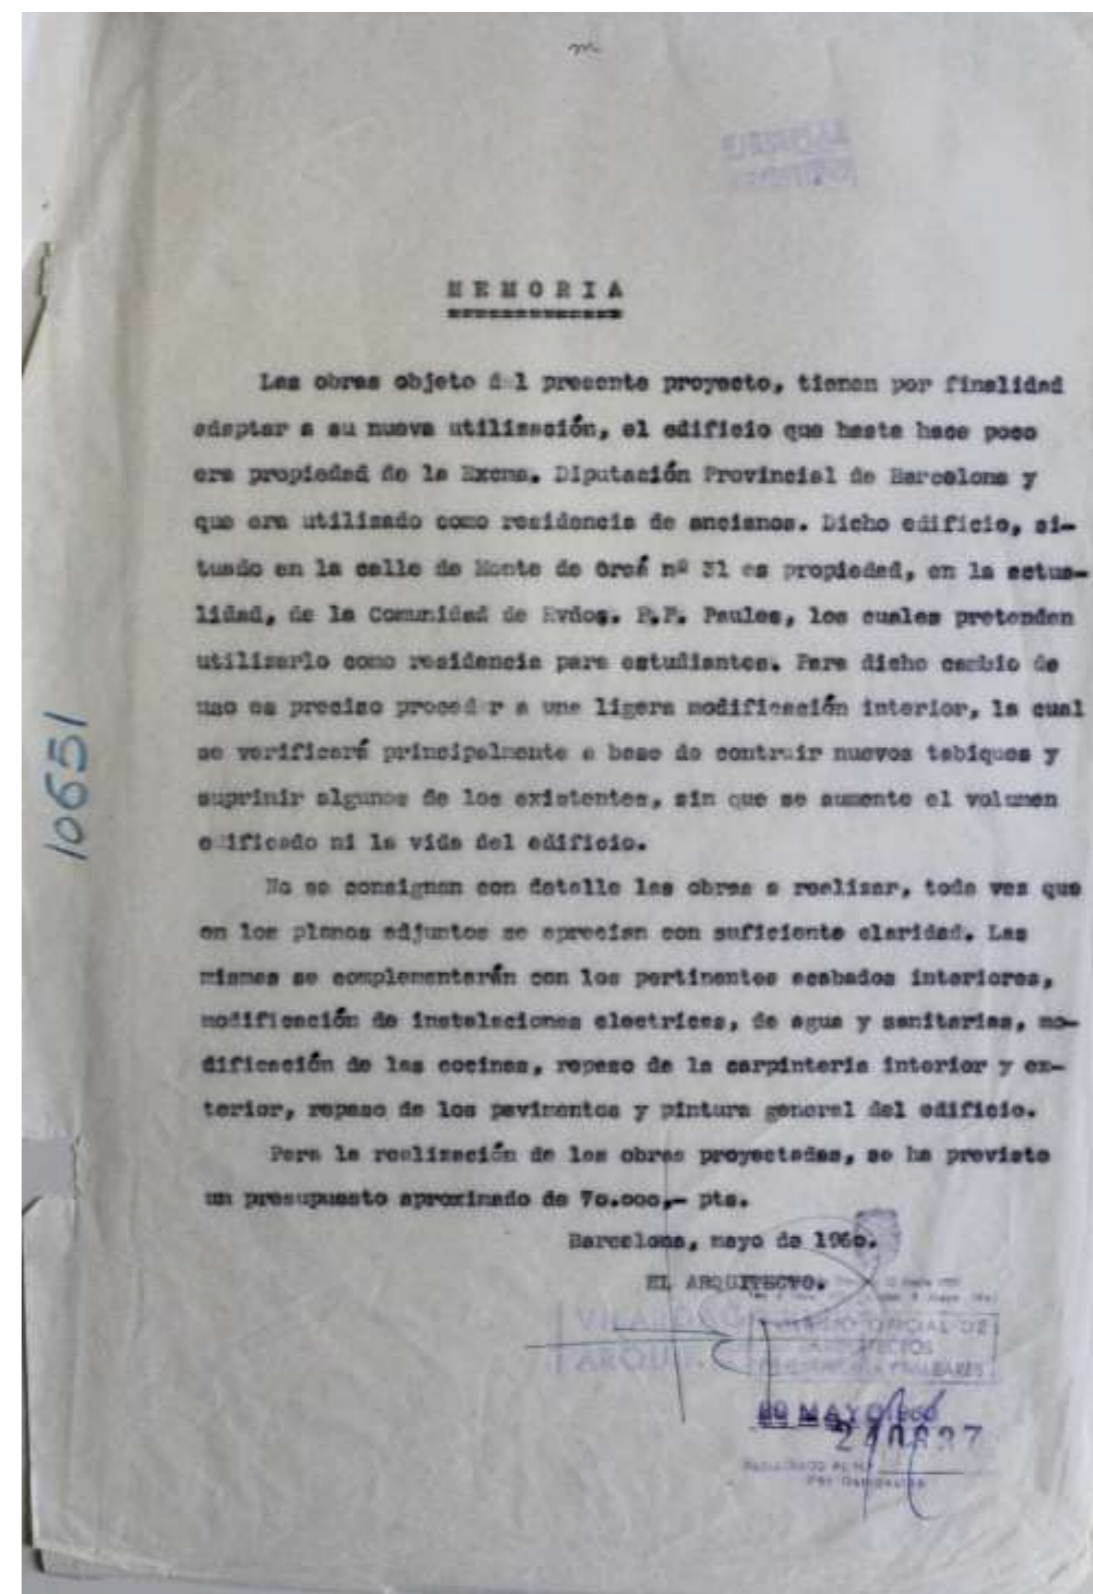 MEMORIA
Las obras objeto del presente proyecto, tienen por finalidad
adaptar a su nueva utilización, el edificio que hasta hace poco
era propiedad de la Excma. Diputación Provincial de Barcelona y
que era utilizado como residencia de ancianos. Dicho edificio, si-
tuado en la calle de Monte de Orsá nº 31 es propiedad, en la actua-
lidad, de la Comunidad de Rvdos. P.P. Paules, los cuales pretenden
utilizarlo como residencia para estudiantes. Para dicho cambio de
uso es preciso proceder a una ligera modificación interior, la cual
se verificará principalmente a base de contruir nuevos tabiques y
suprimir algunos de los existentes, sin que se aumente el volumen
edificado ni la vida del edificio.
No se consignan con detalle las obras a realizar, toda vez que
en los planos adjuntos se aprecian con suficiente claridad. Las
mismas se complementarán con los pertinentes acabados interiores,
modificación de instalaciones electricas, de agua y sanitarias, mo-
dificación de las cocinas, repaso de la carpinteria interior y ex-
terior, repaso de los pavimentos y pintura general del edificio.
Para la realización de las obras proyectadas, se ha previsto
un presupuesto aproximado de 70.000,- pts.
Barcelona, mayo de 1960.
EL ARQUITECTO.
OFICIAL DE
ARQUITECTOS
BALEARES
MAYO 1960
10651